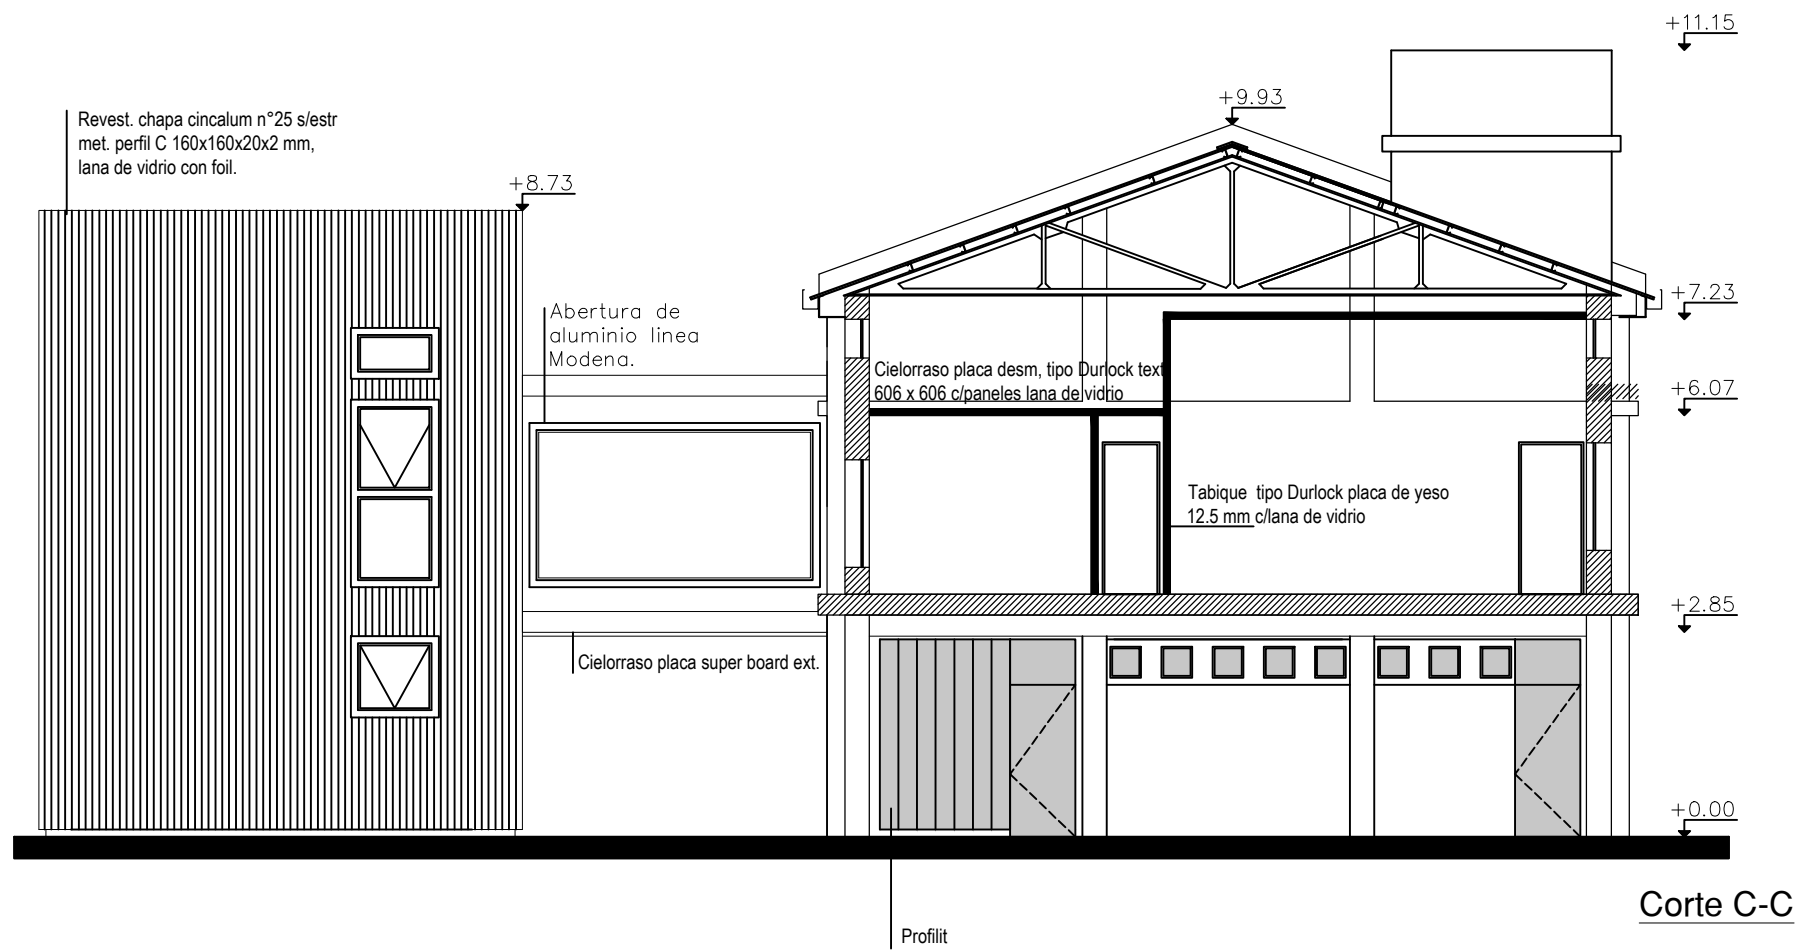 +11.15
+9.93
Revest. chapa cincalum n°25 s/estr
met. perfil C 160x160x20x2 mm,
lana de vidrio con foil.
+8.73
+7.23
Abertura de
aluminio linea
Modena.
Cielorraso placa desm, tipo Durlock text
606 x 606 c/paneles lana de vidrio
+6.07
Tabique tipo Durlock placa de yeso
12.5 mm c/lana de vidrio
+2.85
Cielorraso placa super board ext.
+0.00
Corte C-C
Profilit